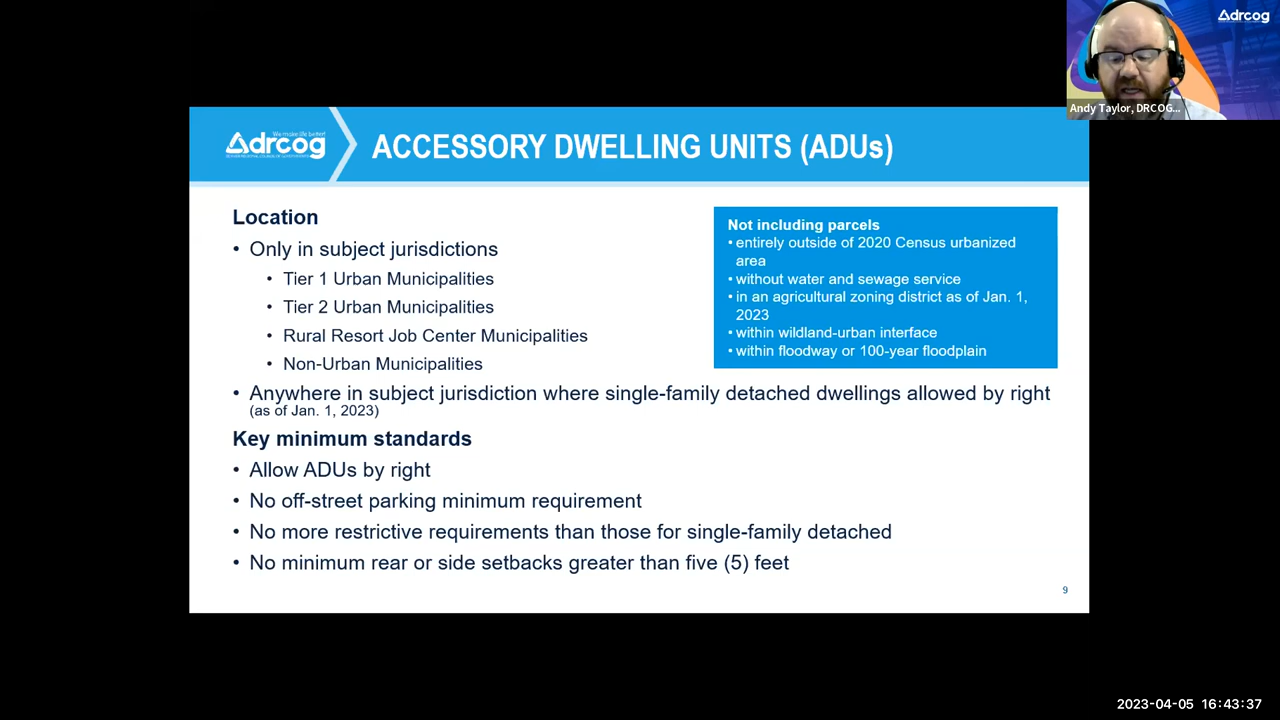 drcog
Andy Taylor, DRCOG...
We make life better!
drcog
DENVER REGIONAL COUNCIL OF GOVERNMENTS
ACCESSORY DWELLING UNITS (ADUs)
Location
• Only in subject jurisdictions
• Tier 1 Urban Municipalities
• Tier 2 Urban Municipalities
• Rural Resort Job Center Municipalities
• Non-Urban Municipalities
Not including parcels
• entirely outside of 2020 Census urbanized
area
• without water and sewage service
• in an agricultural zoning district as of Jan. 1,
2023
• within wildland-urban interface
• within floodway or 100-year floodplain
• Anywhere in subject jurisdiction where single-family detached dwellings allowed by right
(as of Jan. 1, 2023)
Key minimum standards
• Allow ADUs by right
• No off-street parking minimum requirement
• No more restrictive requirements than those for single-family detached
• No minimum rear or side setbacks greater than five (5) feet
9
2023-04-05 16:43:37